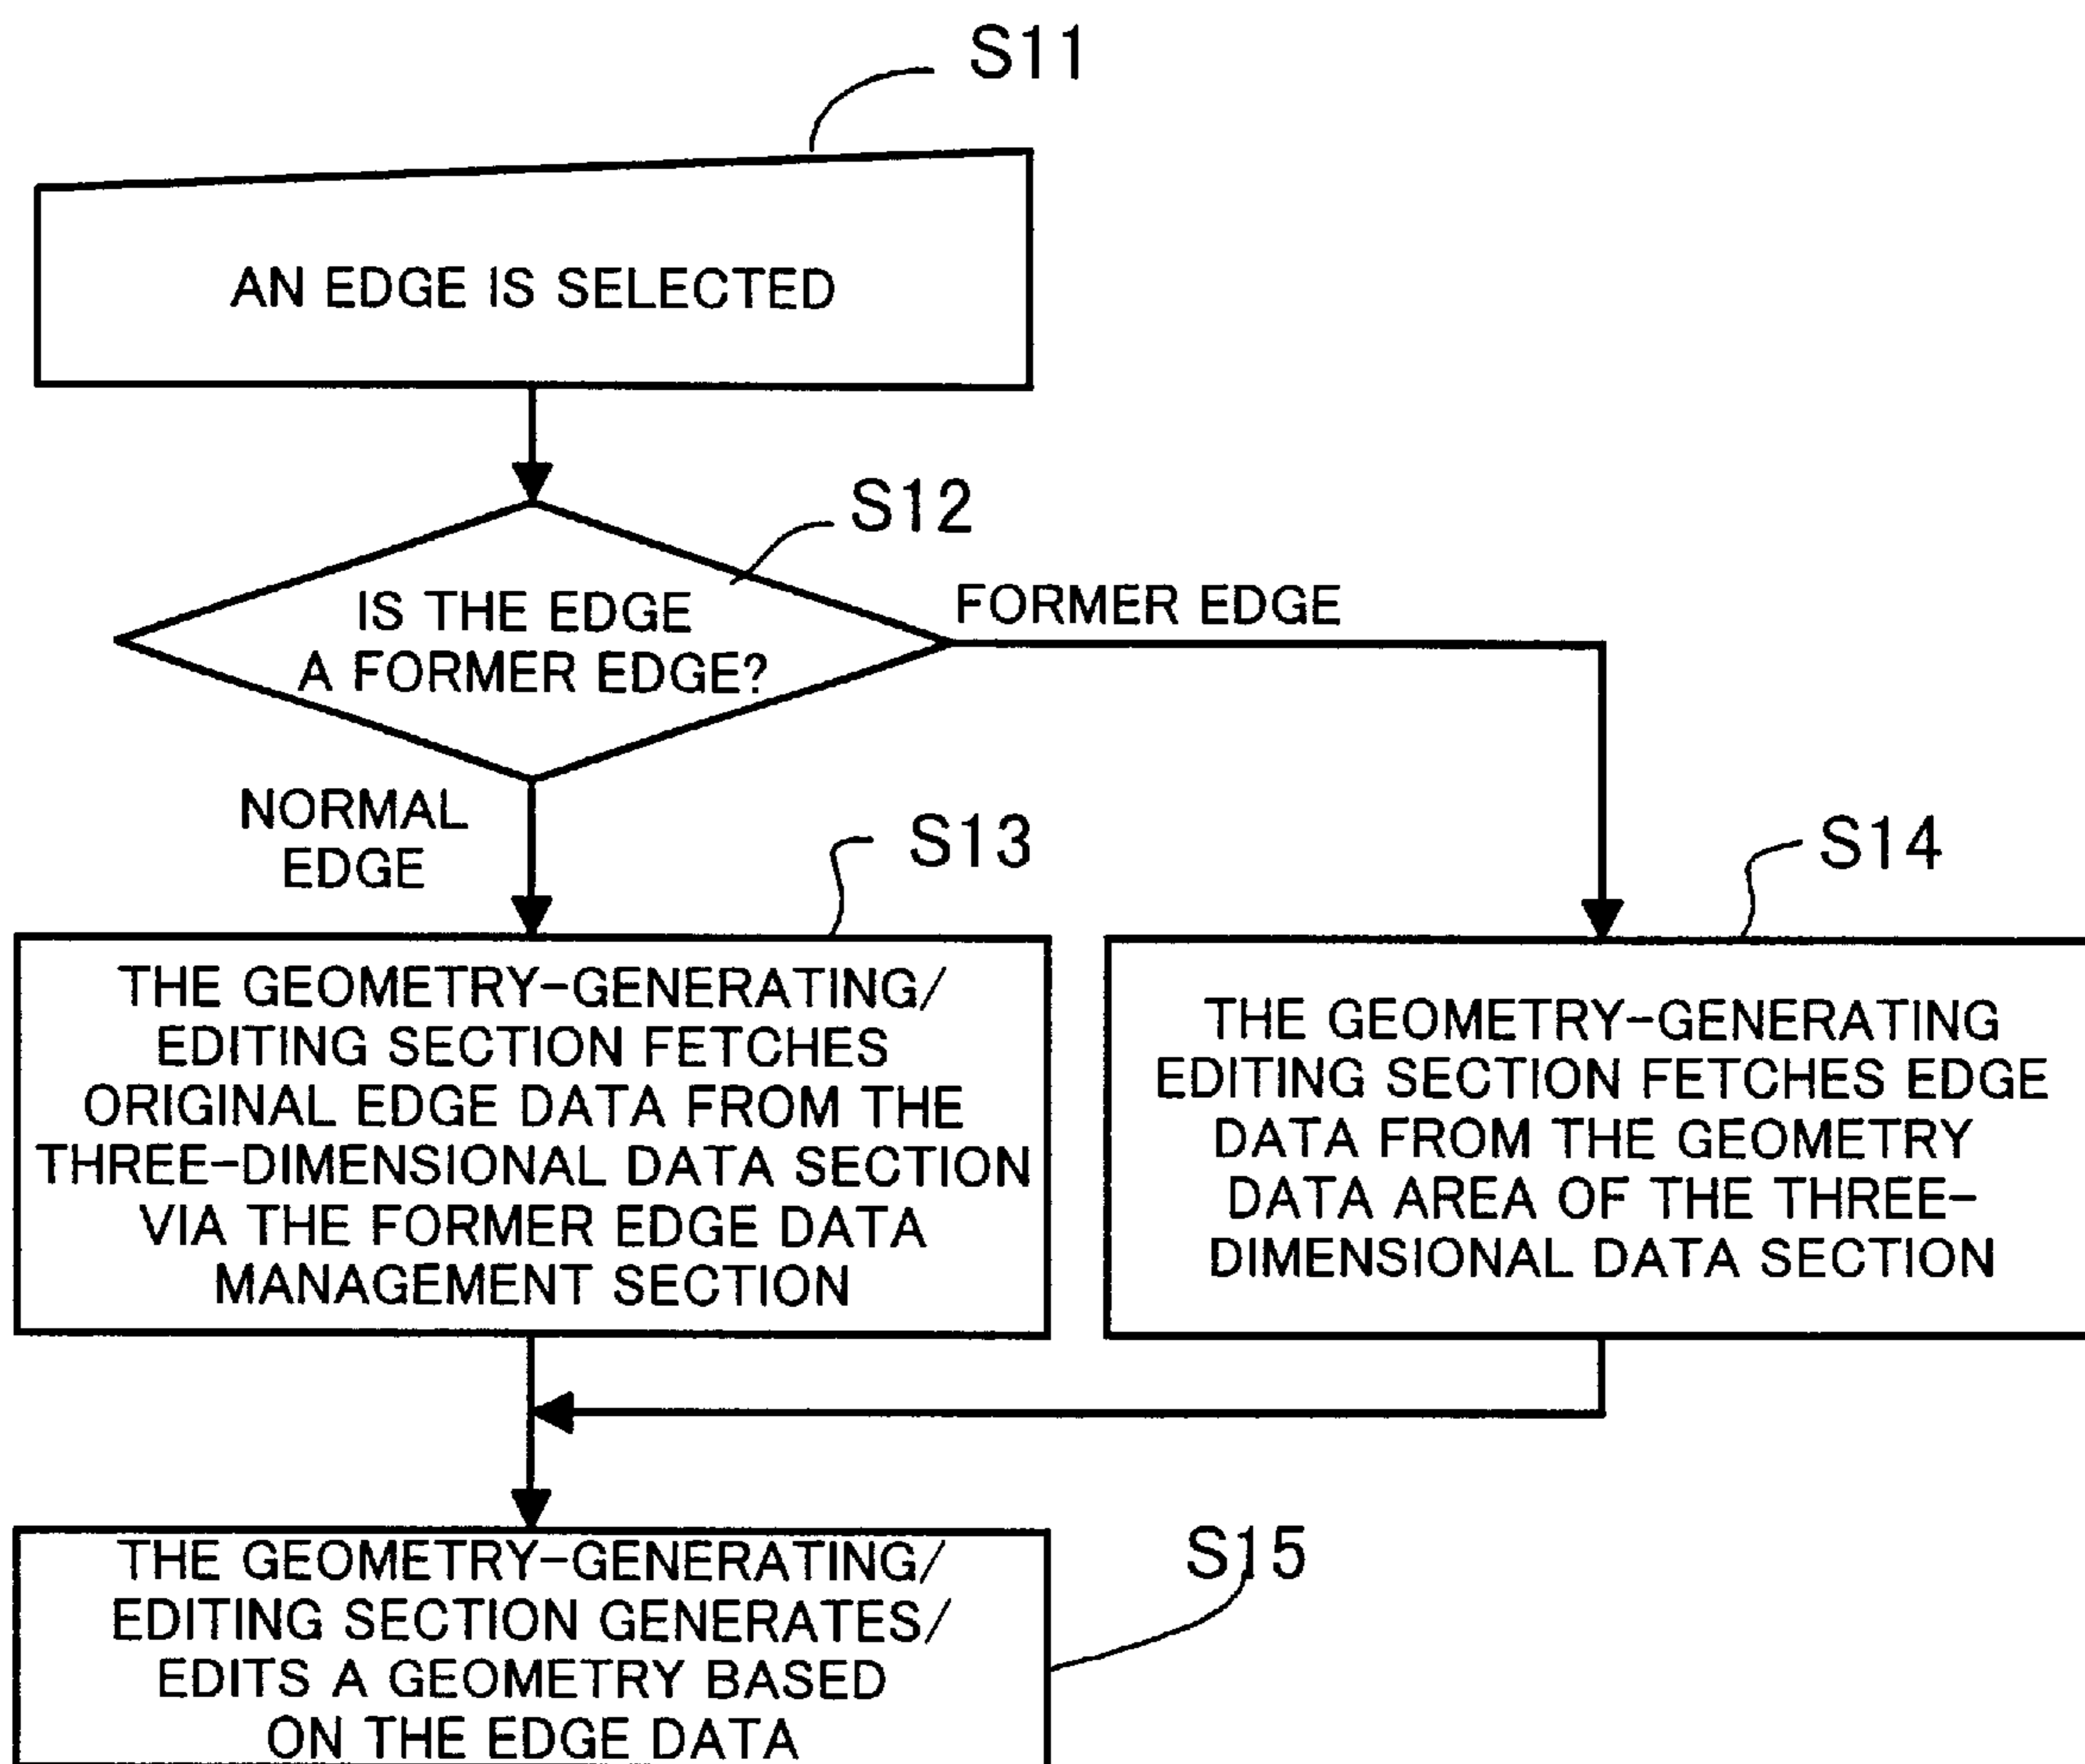 S11
AN EDGE IS SELECTED
S12
IS THE EDGE
A FORMER EDGE?
FORMER EDGE
NORMAL
EDGE
S13
THE GEOMETRY-GENERATING/
EDITING SECTION FETCHES
ORIGINAL EDGE DATA FROM THE
THREE-DIMENSIONAL DATA SECTION
VIA THE FORMER EDGE DATA
MANAGEMENT SECTION
S14
THE GEOMETRY-GENERATING
EDITING SECTION FETCHES EDGE
DATA FROM THE GEOMETRY
DATA AREA OF THE THREE-
DIMENSIONAL DATA SECTION
S15
THE GEOMETRY-GENERATING/
EDITING SECTION GENERATES/
EDITS A GEOMETRY BASED
ON THE EDGE DATA